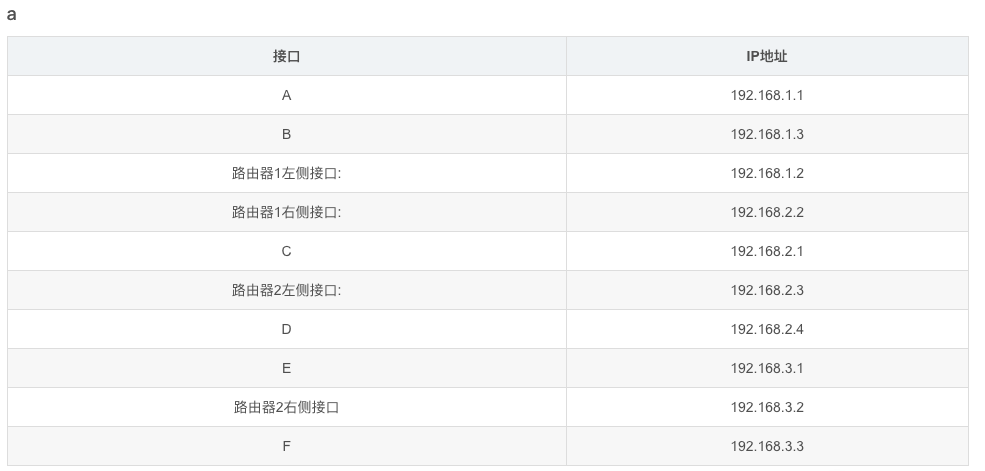 a
接口 IP地址
A 192.168.1.1
B 192.168.1.3
路由器1左侧接口: 192.168.1.2
路由器1右侧接口: 192.168.2.2
C 192.168.2.1
路由器2左侧接口: 192.168.2.3
D 192.168.2.4
E 192.168.3.1
路由器2右侧接口 192.168.3.2
F 192.168.3.3